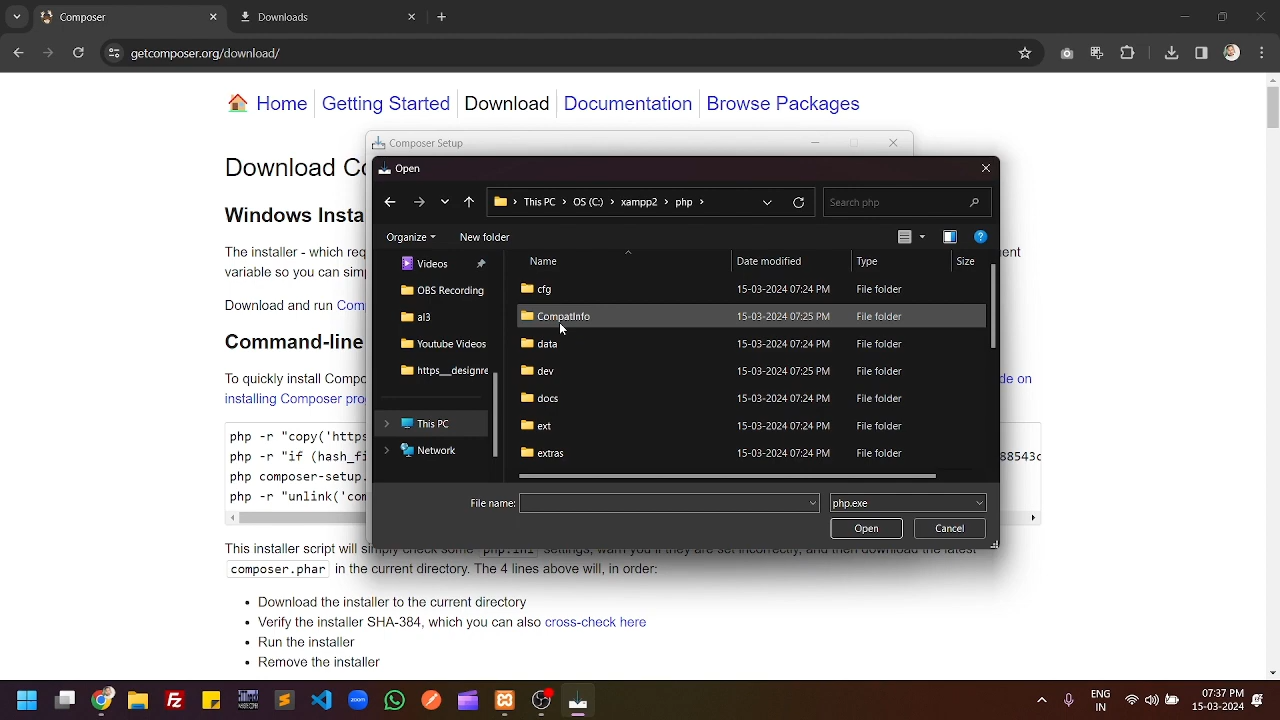 Composer
Downloads
getcomposer.org/download/
Home
Getting Started
Download
Documentation
Browse Packages
Composer Setup
Download Co
Open
Windows Insta
This PC
OS (C:)
xampp2
php
Search php
Organize
New folder
The installer - which req
variable so you can simp
Download and run Com
Videos
OBS Recording
al3
Youtube Videos
https__designre
This PC
Network
Name
Date modified
Type
Size
cfg
15-03-2024 07:24 PM
File folder
CompatInfo
15-03-2024 07:25 PM
File folder
data
15-03-2024 07:24 PM
File folder
dev
15-03-2024 07:25 PM
File folder
docs
15-03-2024 07:24 PM
File folder
ext
15-03-2024 07:24 PM
File folder
extras
15-03-2024 07:24 PM
File folder
Command-line
To quickly install Compo
de on
installing Composer pro
php -r "copy('https
php -r "if (hash_fi
88543c
php composer-setup.
php -r "unlink('com
File name:
php.exe
Open
Cancel
This installer script will simply check some php.ini settings, warn you if they are set incorrectly, and then download the latest
composer.phar in the current directory. The 4 lines above will, in order:
Download the installer to the current directory
Verify the installer SHA-384, which you can also cross-check here
Run the installer
Remove the installer
ENG
IN
07:37 PM
15-03-2024